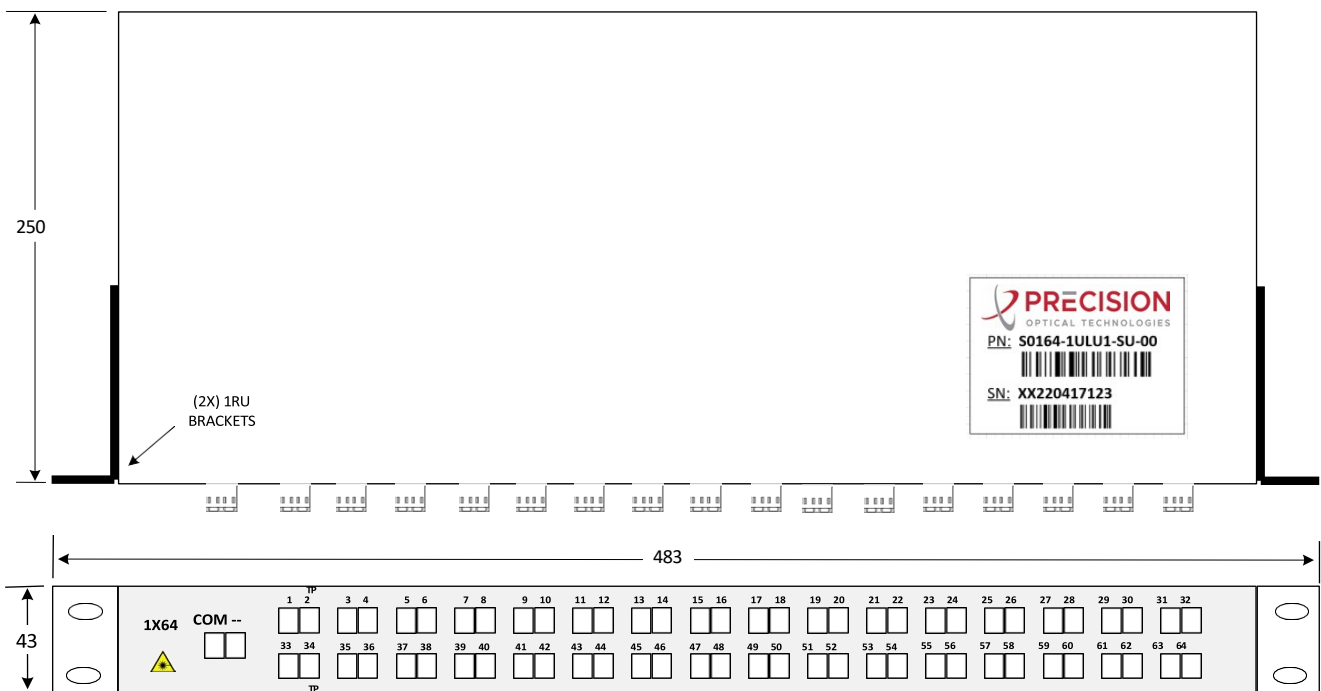 250
PRECISION
OPTICAL TECHNOLOGIES
PN: S0164-1ULU1-SU-00
SN: XX220417123
(2X) 1RU
BRACKETS
483
43
1X64
COM --
TP
1 2 3 4 5 6 7 8 9 10 11 12 13 14 15 16 17 18 19 20 21 22 23 24 25 26 27 28 29 30 31 32
33 34 35 36 37 38 39 40 41 42 43 44 45 46 47 48 49 50 51 52 53 54 55 56 57 58 59 60 61 62 63 64
TP